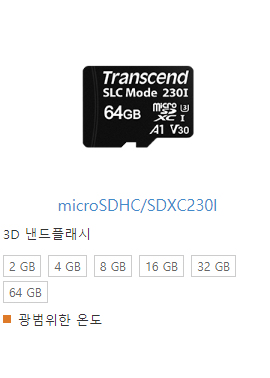 Transcend
SLC Mode 230I
64GB micro SD XC I U3
A1 V30
microSDHC/SDXC230I
3D 낸드플래시
2 GB 4 GB 8 GB 16 GB 32 GB
64 GB
광범위한 온도